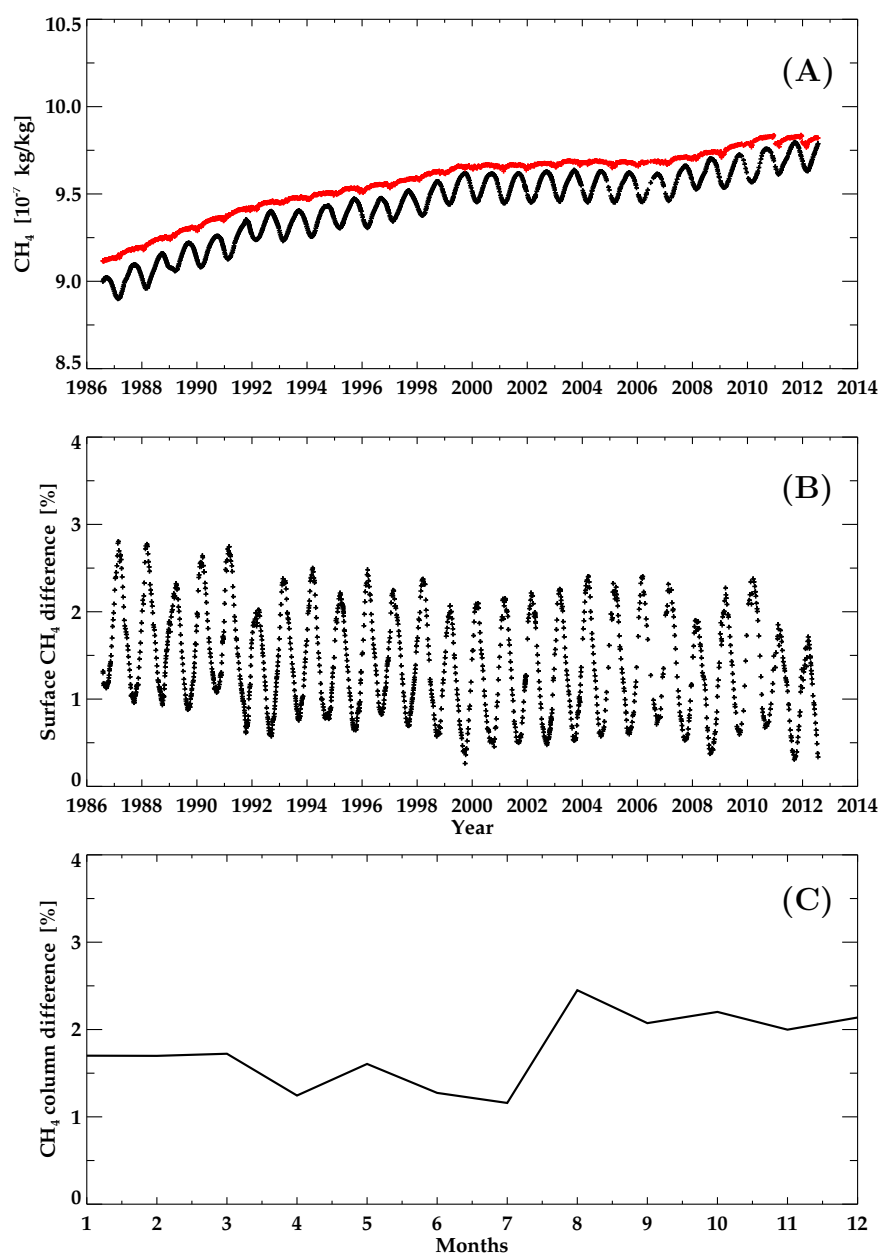 10.5
(A)
10.0
CH₄ [10⁻⁷ kg/kg]
9.5
9.0
8.5
1986 1988 1990 1992 1994 1996 1998 2000 2002 2004 2006 2008 2010 2012 2014
4
(B)
3
Surface CH₄ difference [%]
2
1
0
1986 1988 1990 1992 1994 1996 1998 2000 2002 2004 2006 2008 2010 2012 2014
Year
4
(C)
3
CH₄ column difference [%]
2
1
0
1 2 3 4 5 6 7 8 9 10 11 12
Months